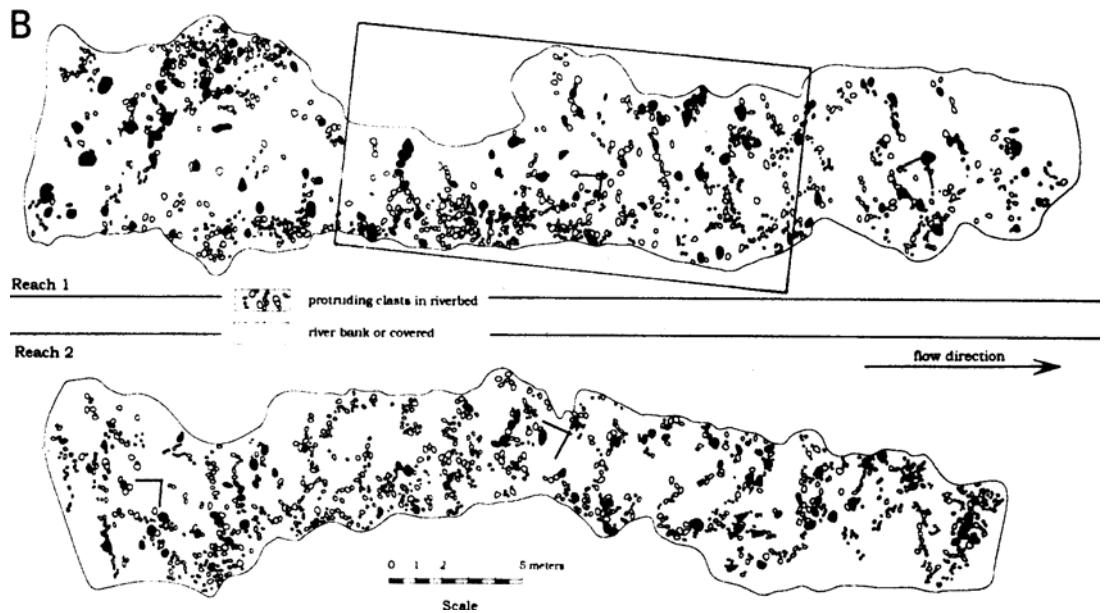 B
Reach 1
protruding clasts in riverbed
river bank or covered
Reach 2
flow direction
0 1 2 5 meters
Scale